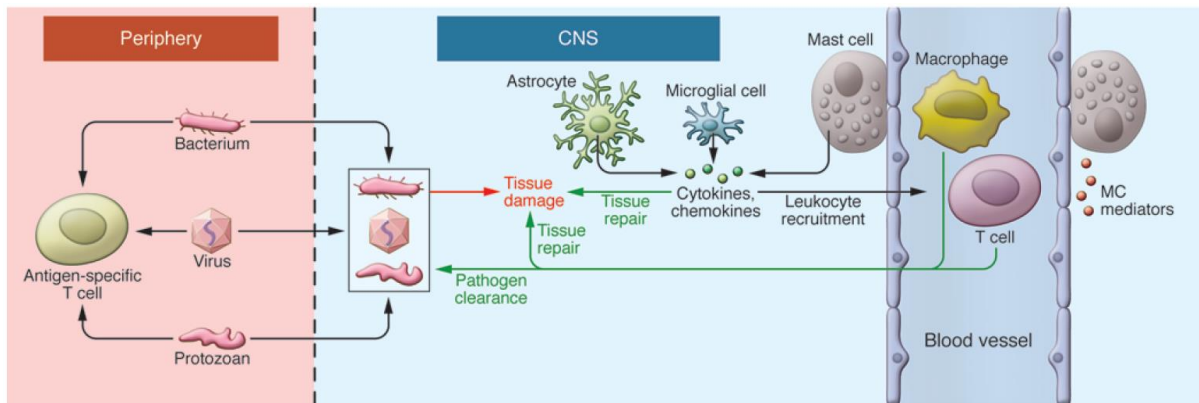 Periphery
CNS
Bacterium
Virus
Antigen-specific
T cell
Protozoan
Astrocyte
Microglial cell
Mast cell
Macrophage
Tissue
damage
Tissue
repair
Cytokines,
chemokines
Leukocyte
recruitment
Tissue
repair
Pathogen
clearance
T cell
MC
mediators
Blood vessel